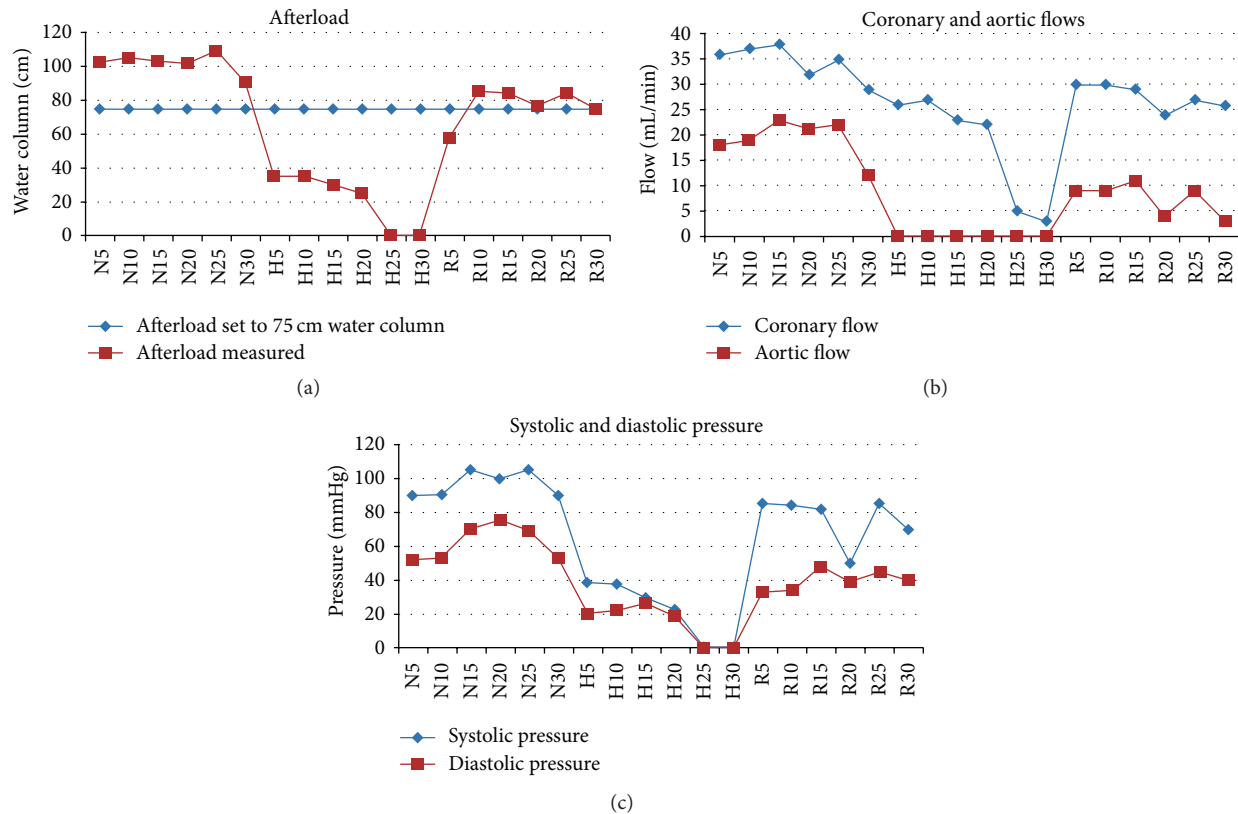 Afterload
Water column (cm)
120
100
80
60
40
20
0
N5 N10 N15 N20 N25 N30 H5 H10 H15 H20 H25 H30 R5 R10 R15 R20 R25 R30
Afterload set to 75 cm water column
Afterload measured
(a)
Coronary and aortic flows
Flow (mL/min)
40
35
30
25
20
15
10
5
0
N5 N10 N15 N20 N25 N30 H5 H10 H15 H20 H25 H30 R5 R10 R15 R20 R25 R30
Coronary flow
Aortic flow
(b)
Systolic and diastolic pressure
Pressure (mmHg)
120
100
80
60
40
20
0
N5 N10 N15 N20 N25 N30 H5 H10 H15 H20 H25 H30 R5 R10 R15 R20 R25 R30
Systolic pressure
Diastolic pressure
(c)